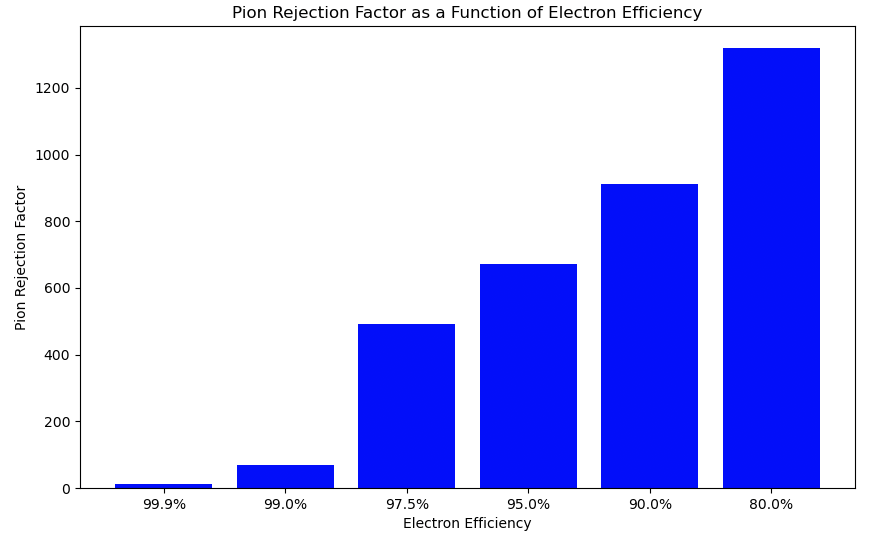 Pion Rejection Factor as a Function of Electron Efficiency
1200
1000
800
600
400
200
0
Pion Rejection Factor
99.9% 99.0% 97.5% 95.0% 90.0% 80.0%
Electron Efficiency